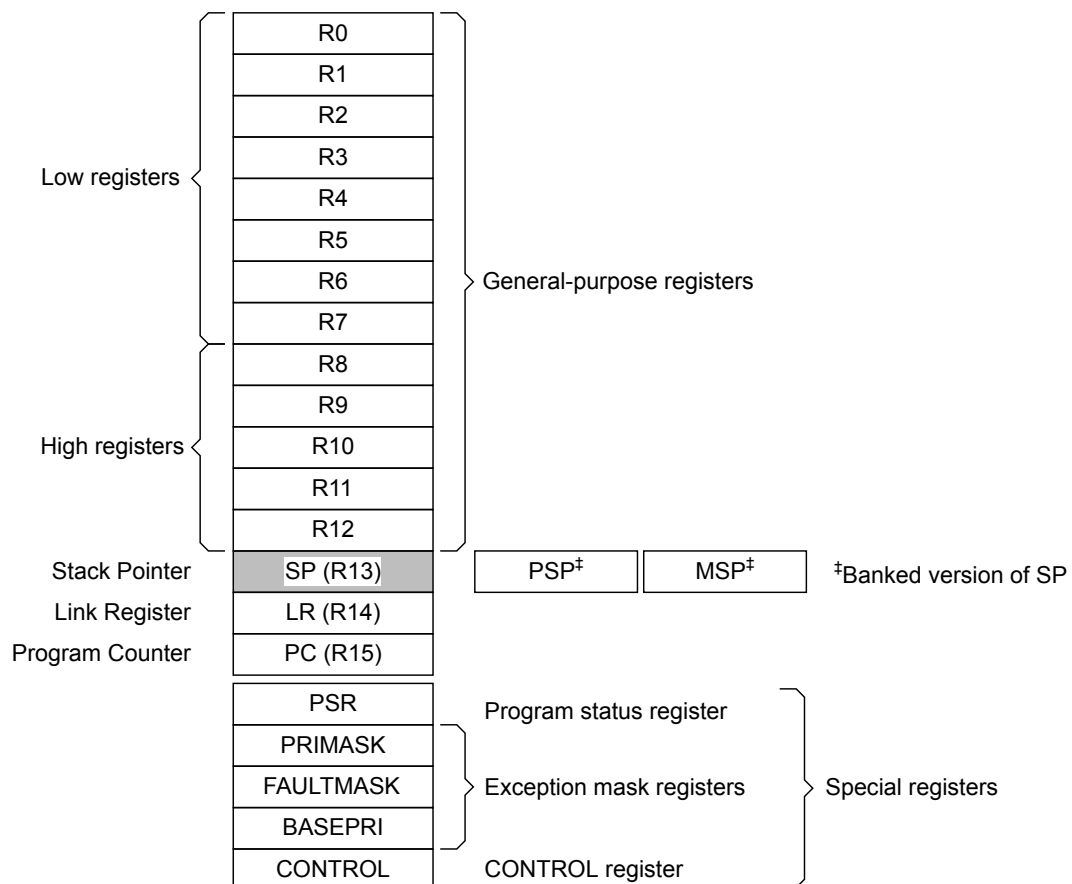 R0
R1
R2
R3
Low registers
R4
R5
R6
General-purpose registers
R7
R8
R9
High registers
R10
R11
R12
Stack Pointer SP (R13) PSP‡ MSP‡ ‡Banked version of SP
Link Register LR (R14)
Program Counter PC (R15)
PSR Program status register
PRIMASK
FAULTMASK Exception mask registers Special registers
BASEPRI
CONTROL CONTROL register